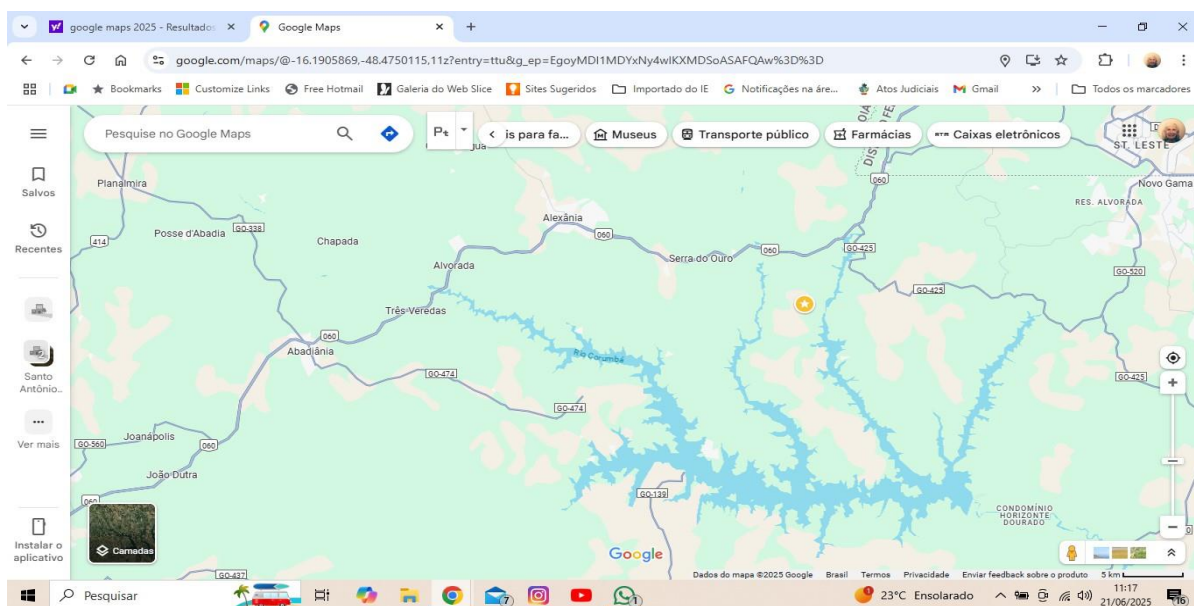 google maps 2025 - Resultados
Google Maps
google.com/maps/@-16.1905869,-48.4750115,11z?entry=ttu&g_ep=EgoyMDI1MDYxNy4wIKXMDSoASAFQAw%3D%3D
Bookmarks
Customize Links
Free Hotmail
Galeria do Web Slice
Sites Sugeridos
Importado do IE
Notificações na áre...
Atos Judiciais
Gmail
Todos os marcadores
Pesquise no Google Maps
is para fa...
Museus
Transporte público
Farmácias
Caixas eletrônicos
ST. LESTE
Salvos
Planalmira
060
Novo Gama
RES. ALVORADA
Recentes
414
Posse d'Abadia
GO-338
Chapada
Alexânia
060
060
GO-425
Serra do Ouro
Alvorada
GO-520
GO-425
Três Veredas
060
Abadiânia
Rio Corumbá
Santo
Antônio..
GO-474
GO-425
GO-474
Ver mais
GO-560
Joanápolis
060
João Dutra
060
GO-139
CONDOMÍNIO
HORIZONTE
DOURADO
Instalar o
aplicativo
Camadas
Google
GO-437
Dados do mapa ©2025 Google
Brasil
Termos
Privacidade
Enviar feedback sobre o produto
5 km
Pesquisar
7
1
23°C Ensolarado
11:17
21/06/2025
16